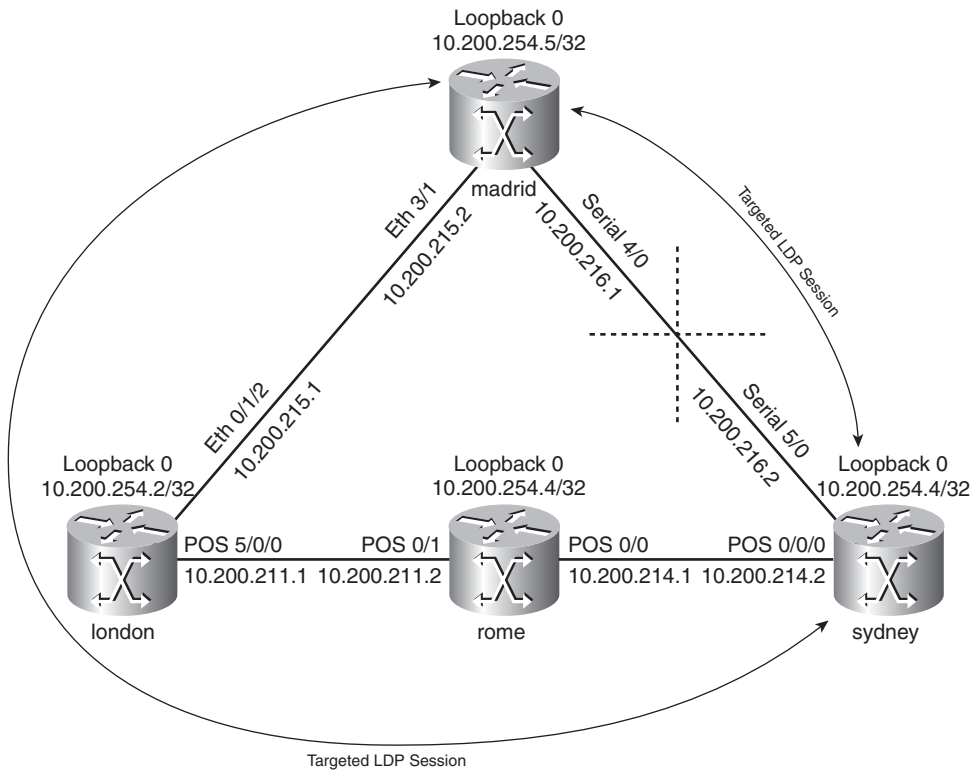 Loopback 0
10.200.254.5/32
madrid
Eth 3/1
10.200.215.2
Serial 4/0
10.200.216.1
Targeted LDP Session
Eth 0/1/2
10.200.215.1
Serial 5/0
10.200.216.2
Loopback 0
10.200.254.2/32
Loopback 0
10.200.254.4/32
Loopback 0
10.200.254.4/32
POS 5/0/0
10.200.211.1
POS 0/1
10.200.211.2
POS 0/0
10.200.214.1
POS 0/0/0
10.200.214.2
london
rome
sydney
Targeted LDP Session